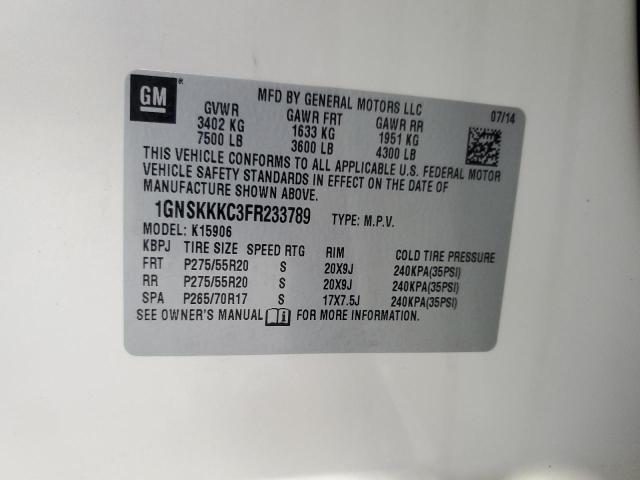 GM
MFD BY GENERAL MOTORS LLC
07/14
GVWR GAWR FRT GAWR RR
3402 KG 1633 KG 1951 KG
7500 LB 3600 LB 4300 LB
THIS VEHICLE CONFORMS TO ALL APPLICABLE U.S. FEDERAL MOTOR
VEHICLE SAFETY STANDARDS IN EFFECT ON THE DATE OF
MANUFACTURE SHOWN ABOVE.
1GNSKKKC3FR233789 TYPE: M.P.V.
MODEL: K15906
KBPJ TIRE SIZE SPEED RTG RIM COLD TIRE PRESSURE
FRT P275/55R20 S 20X9J 240KPA(35PSI)
RR P275/55R20 S 20X9J 240KPA(35PSI)
SPA P265/70R17 S 17X7.5J 240KPA(35PSI)
SEE OWNER'S MANUAL i FOR MORE INFORMATION.